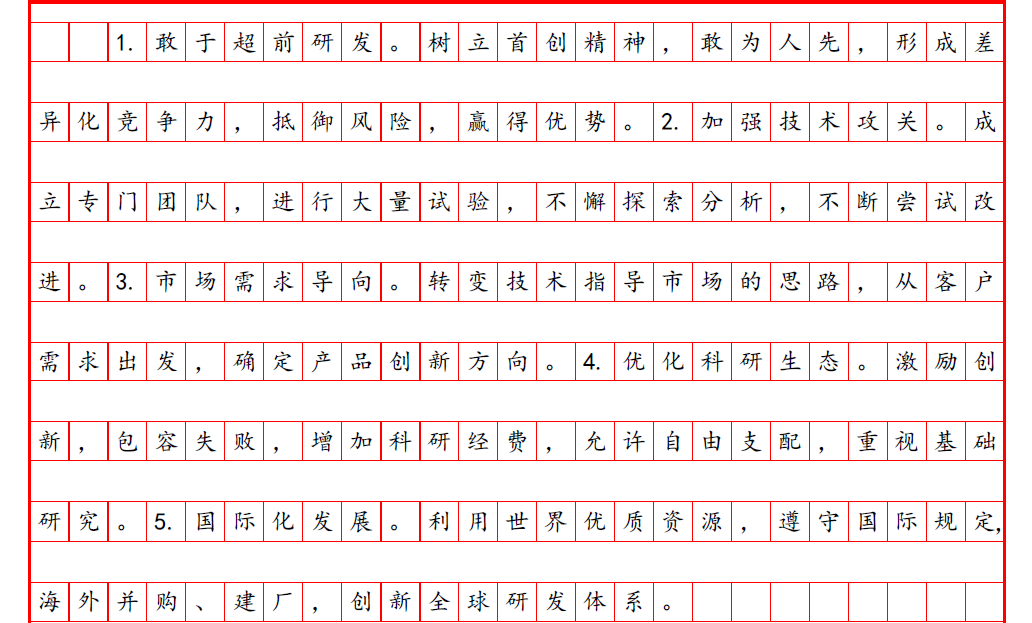 1.敢于超前研发。树立首创精神，敢为人先，形成差
异化竞争力，抵御风险，赢得优势。2.加强技术攻关。成
立专门团队，进行大量试验，不懈探索分析，不断尝试改
进。3.市场需求导向。转变技术指导市场的思路，从客户
需求出发，确定产品创新方向。4.优化科研生态。激励创
新，包容失败，增加科研经费，允许自由支配，重视基础
研究。5.国际化发展。利用世界优质资源，遵守国际规定，
海外并购、建厂，创新全球研发体系。